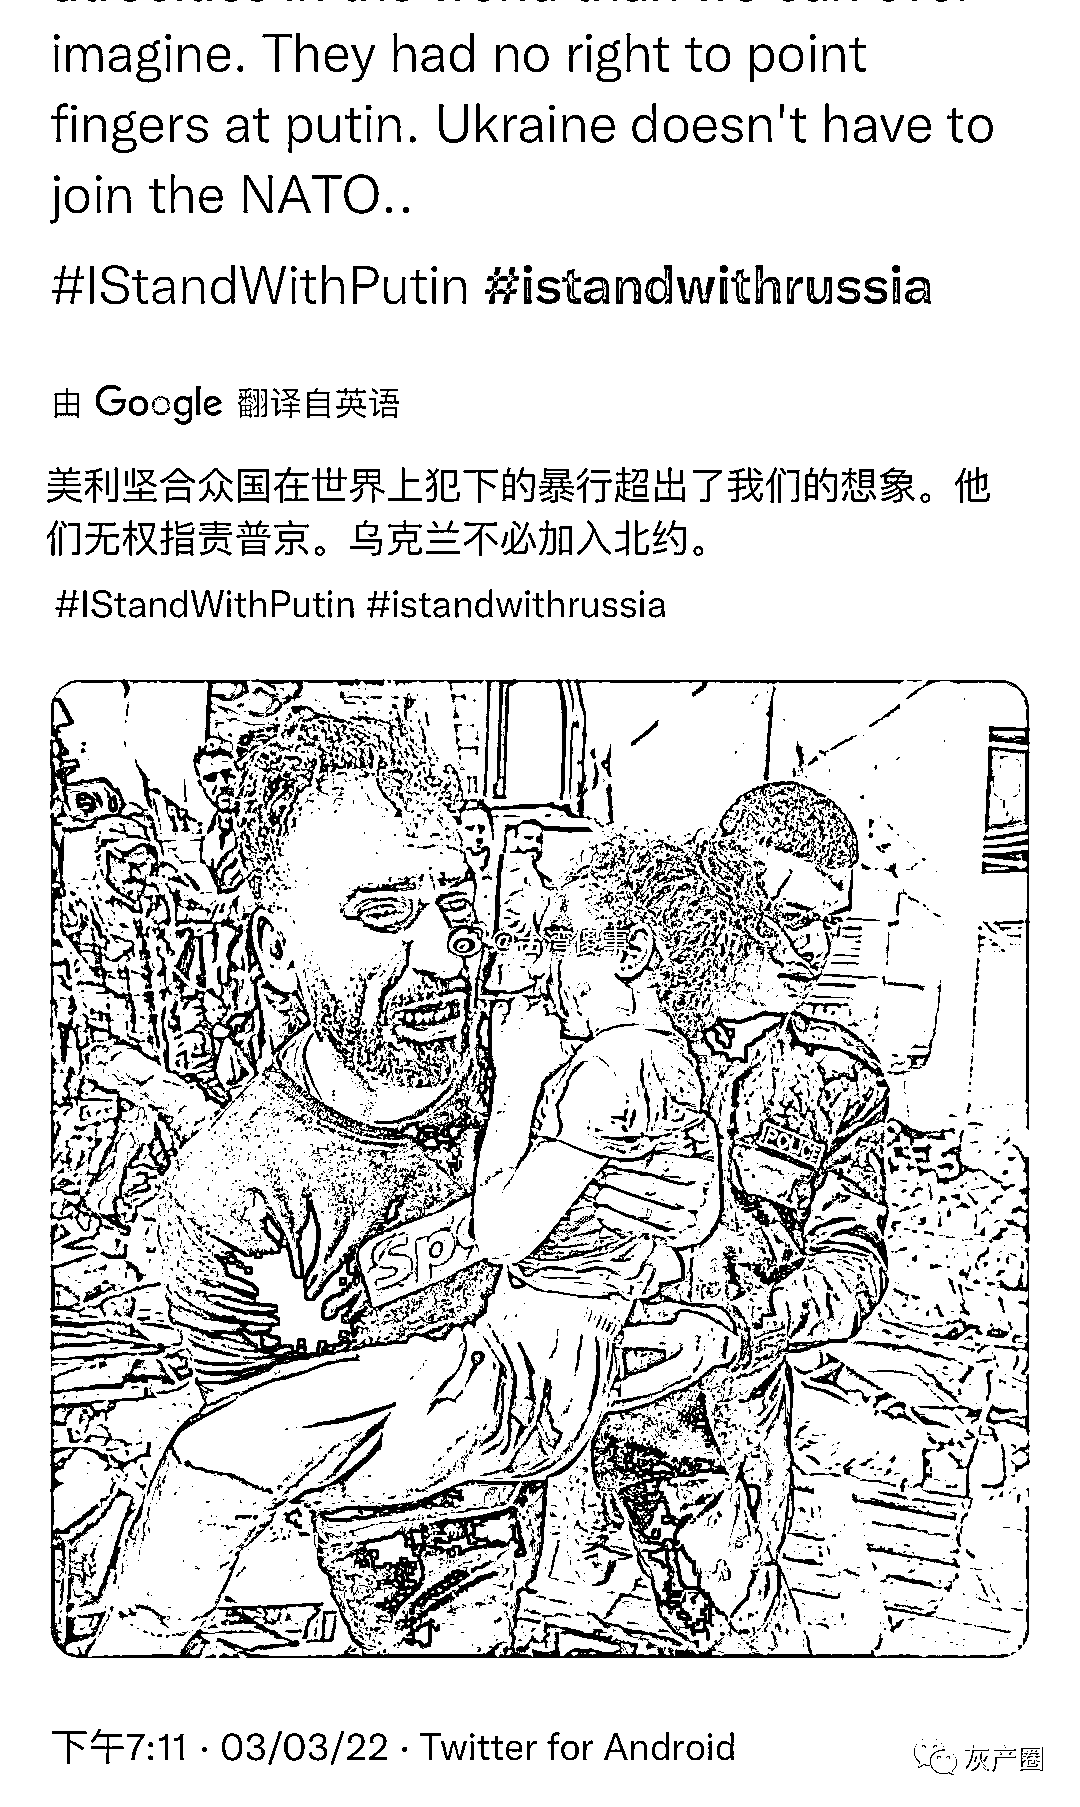 imagine. They had no right to point
fingers at putin. Ukraine doesn't have to
join the NATO..
#IStandWithPutin #istandwithrussia
由 Google 翻译自英语
美利坚合众国在世界上犯下的暴行超出了我们的想象。他
们无权指责普京。乌克兰不必加入北约。
#IStandWithPutin #istandwithrussia
POLICE
Sp
下午7:11 · 03/03/22 · Twitter for Android
灰产圈